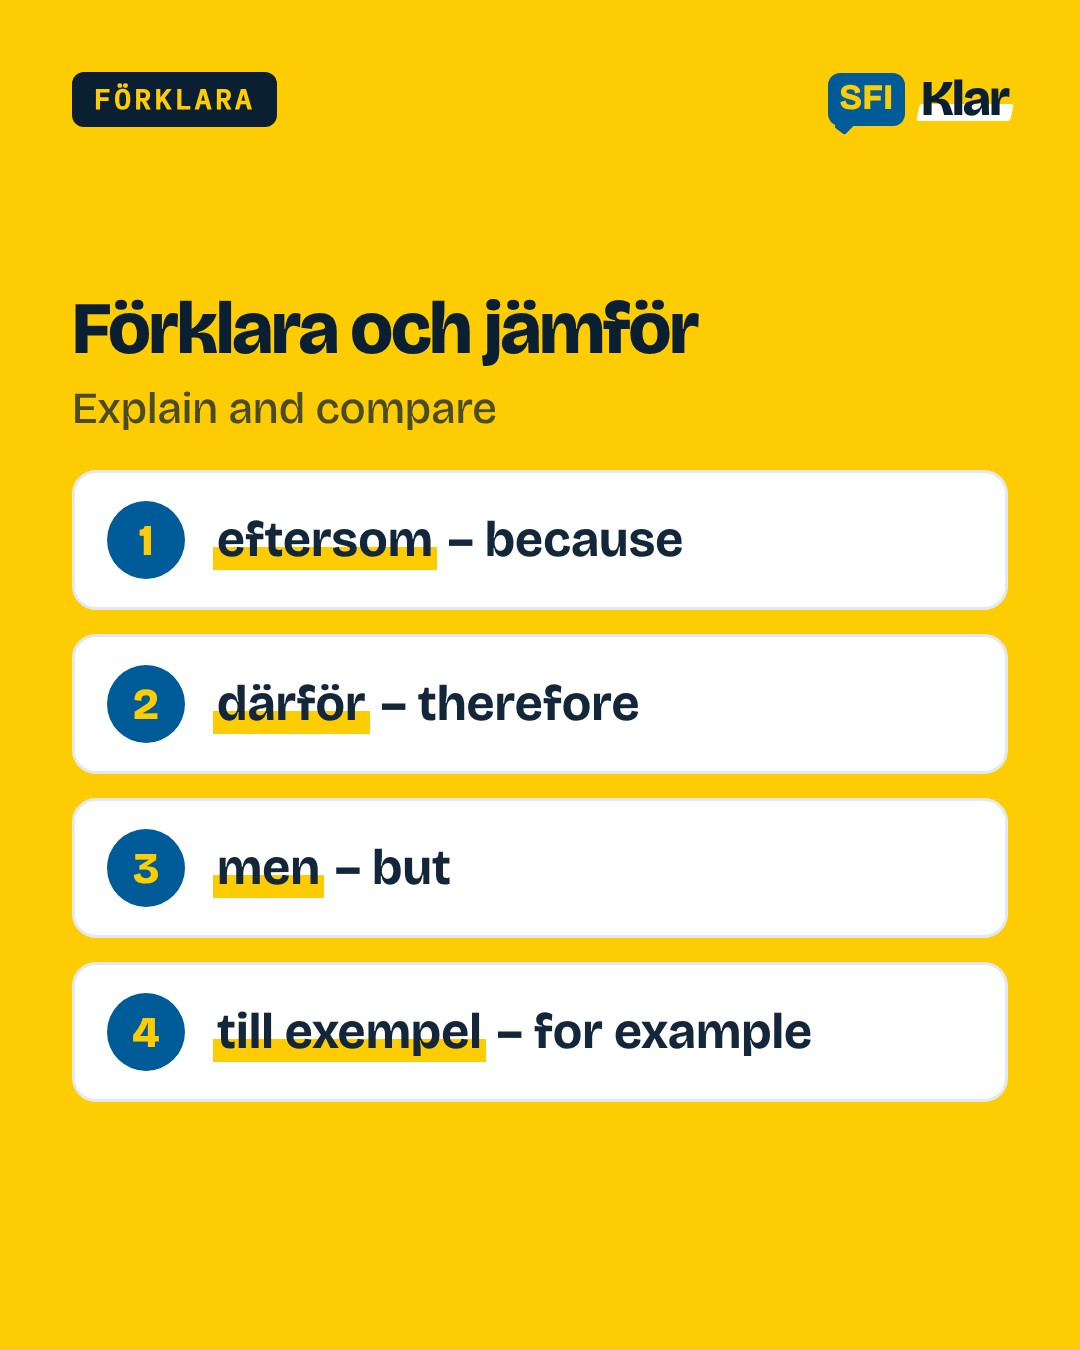 FÖRKLARA
SFI Klar
Förklara och jämför
Explain and compare
1 eftersom – because
2 därför – therefore
3 men – but
4 till exempel – for example